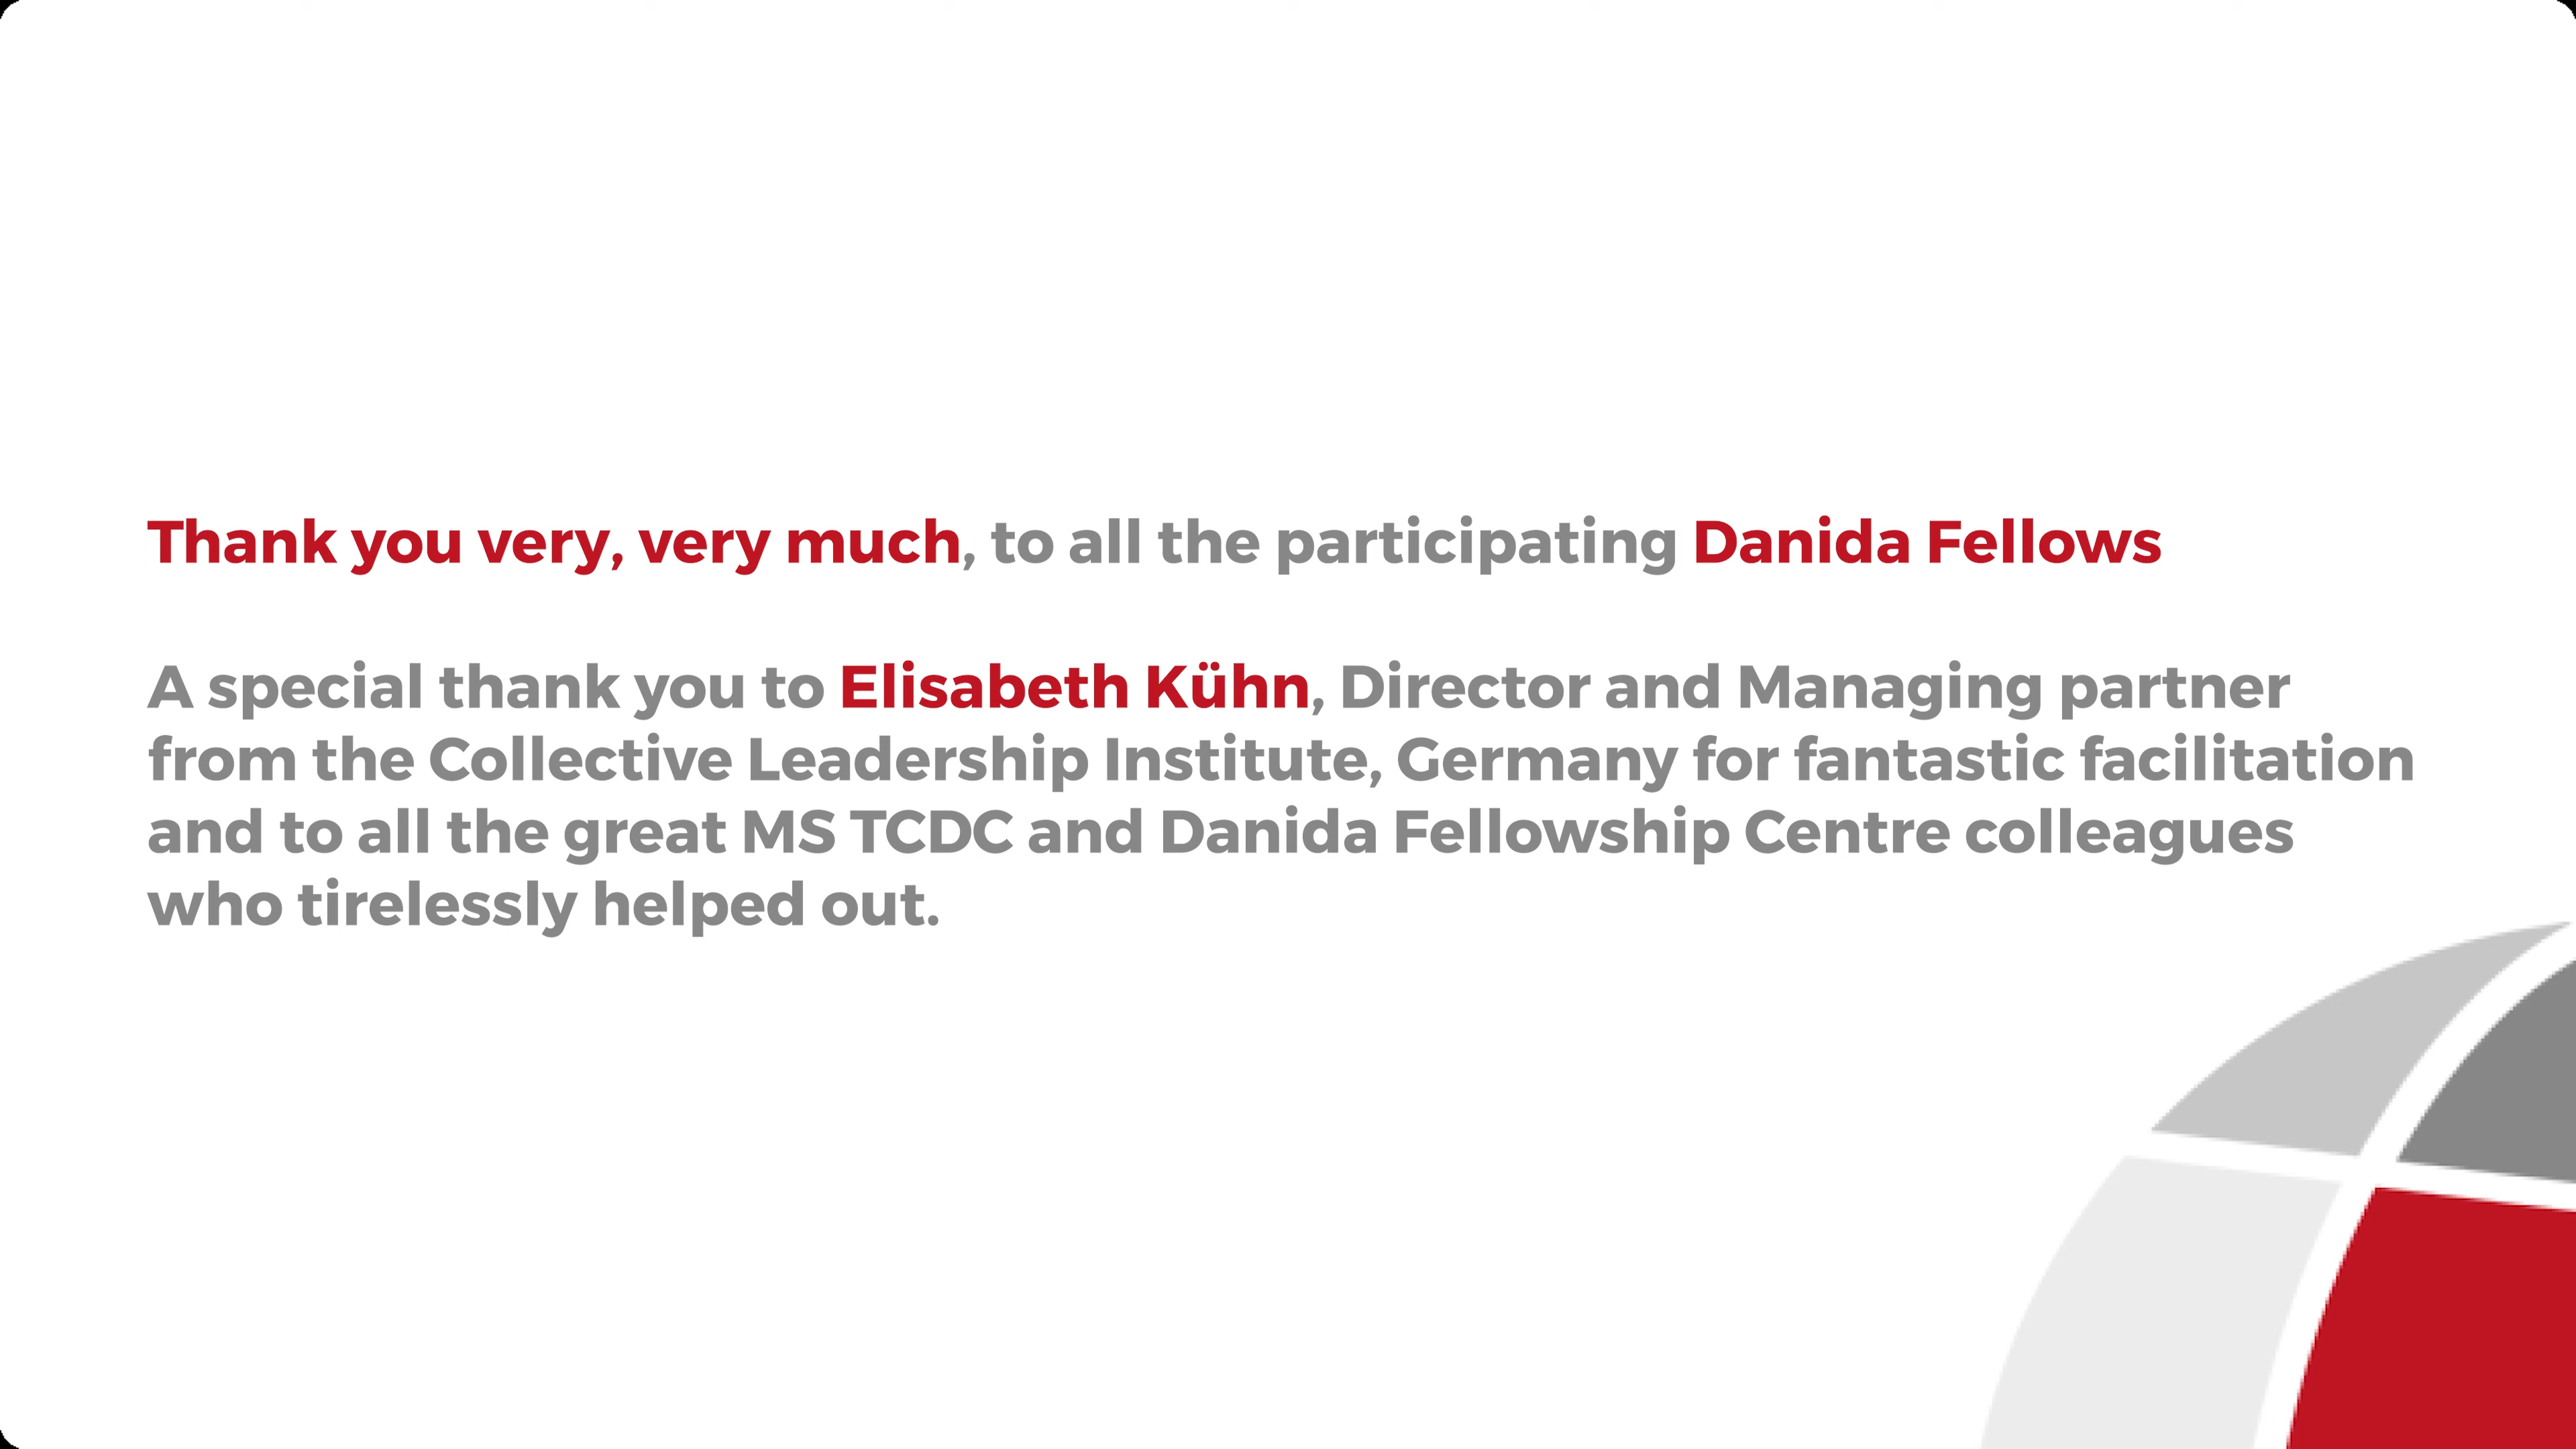 Thank you very, very much, to all the participating Danida Fellows
A special thank you to Elisabeth Kühn, Director and Managing partner
from the Collective Leadership Institute, Germany for fantastic facilitation
and to all the great MS TCDC and Danida Fellowship Centre colleagues
who tirelessly helped out.